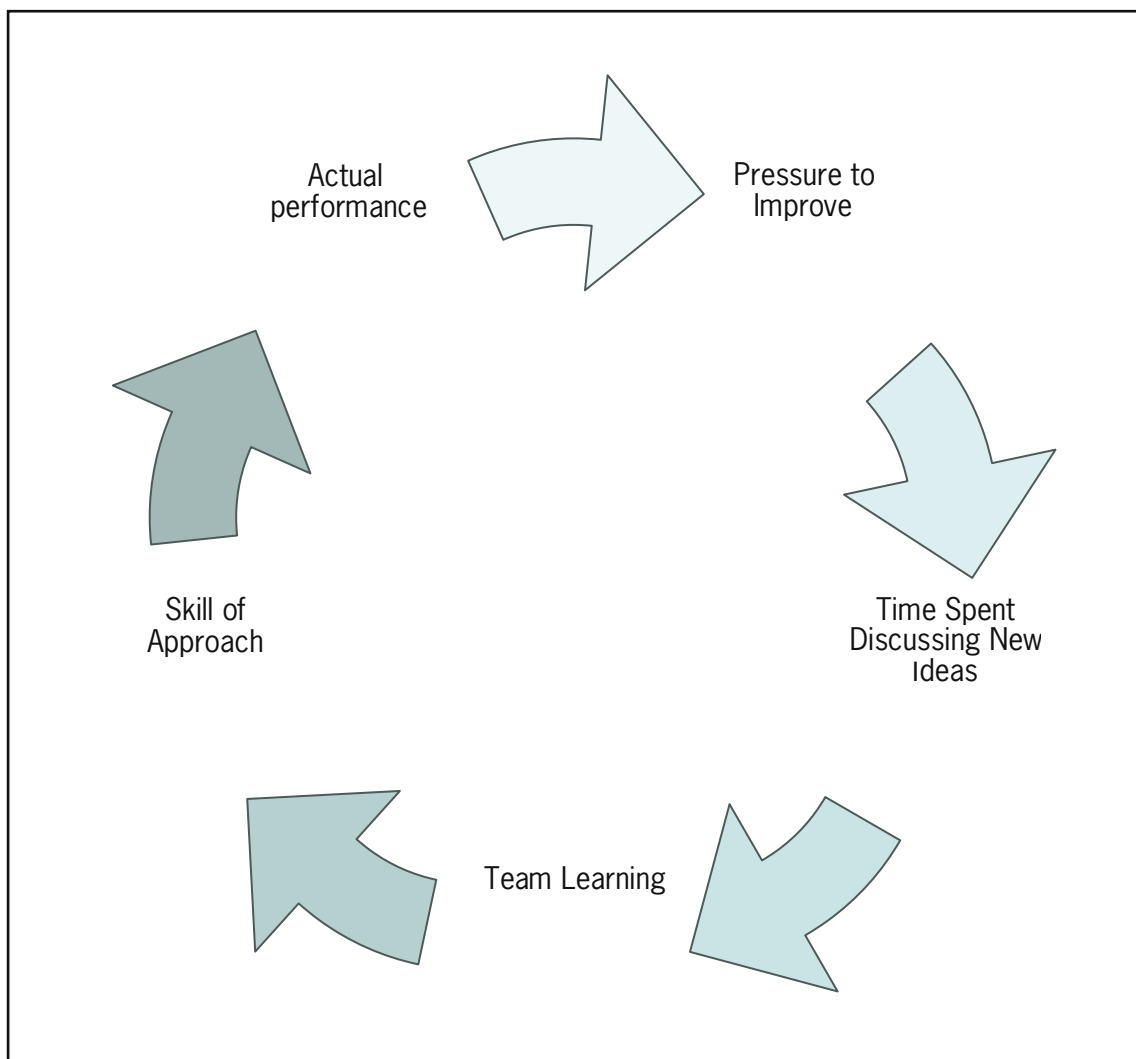 Actual
performance
Pressure to
Improve
Time Spent
Discussing New
Ideas
Team Learning
Skill of
Approach